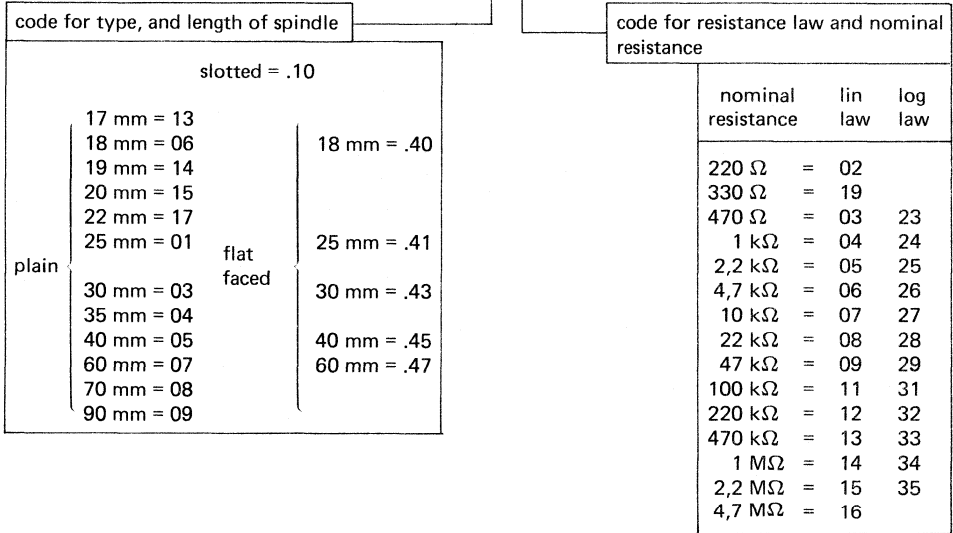 code for type, and length of spindle
slotted = .10
plain
17 mm = 13
18 mm = 06
19 mm = 14
20 mm = 15
22 mm = 17
25 mm = 01
30 mm = 03
35 mm = 04
40 mm = 05
60 mm = 07
70 mm = 08
90 mm = 09
flat
faced
18 mm = .40
25 mm = .41
30 mm = .43
40 mm = .45
60 mm = .47
code for resistance law and nominal
resistance
nominal lin log
resistance law law
220 Ω = 02
330 Ω = 19
470 Ω = 03 23
1 kΩ = 04 24
2,2 kΩ = 05 25
4,7 kΩ = 06 26
10 kΩ = 07 27
22 kΩ = 08 28
47 kΩ = 09 29
100 kΩ = 11 31
220 kΩ = 12 32
470 kΩ = 13 33
1 MΩ = 14 34
2,2 MΩ = 15 35
4,7 MΩ = 16